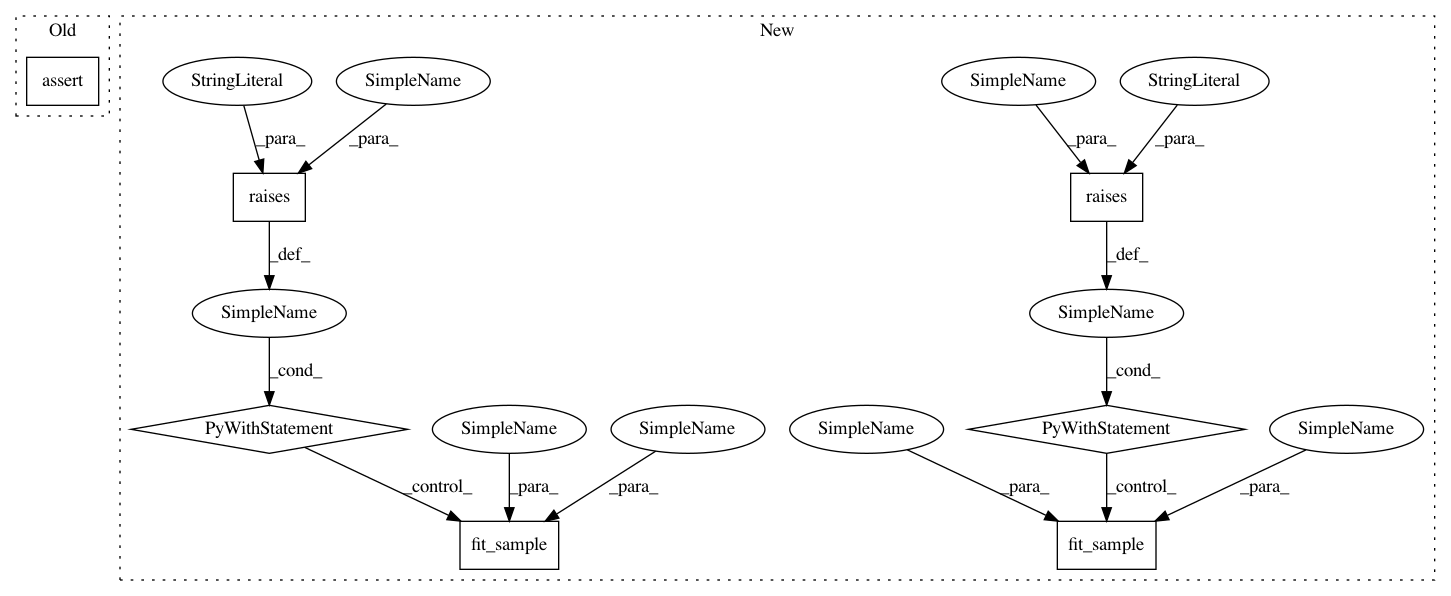 Old
New
assert
StringLiteral
SimpleName
SimpleName
StringLiteral
_para_
_para_
_para_
_para_
raises
raises
_def_
_def_
SimpleName
SimpleName
_cond_
_cond_
PyWithStatement
SimpleName
SimpleName
SimpleName
PyWithStatement
SimpleName
_control_
_para_
_para_
_para_
_control_
_para_
fit_sample
fit_sample